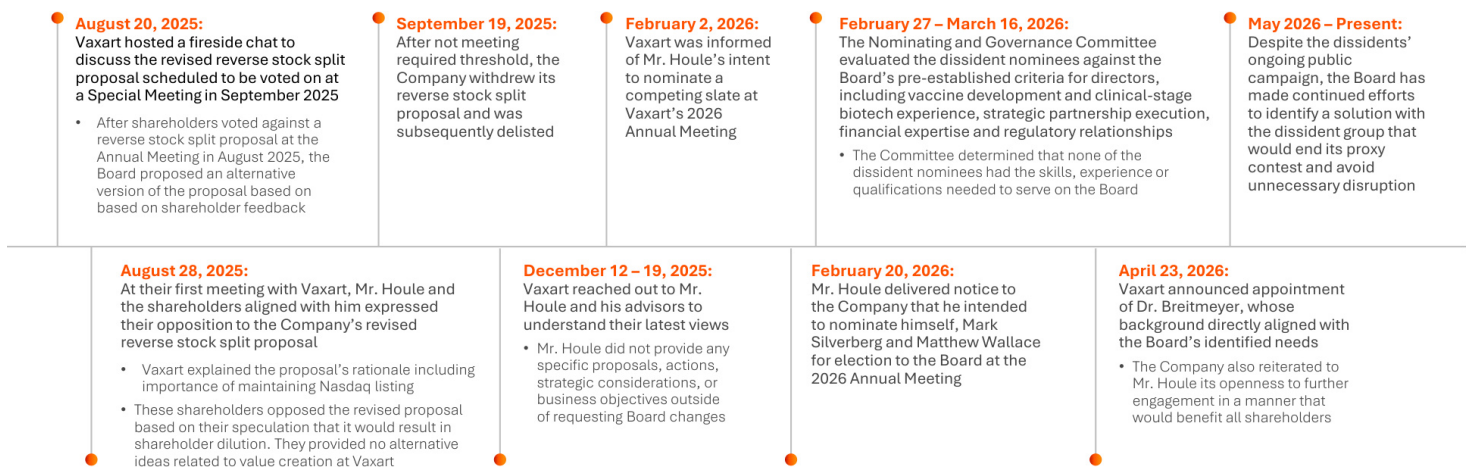 August 20, 2025:
Vaxart hosted a fireside chat to
discuss the revised reverse stock split
proposal scheduled to be voted on at
a Special Meeting in September 2025
• After shareholders voted against a
reverse stock split proposal at the
Annual Meeting in August 2025, the
Board proposed an alternative
version of the proposal based on
based on shareholder feedback
September 19, 2025:
After not meeting
required threshold, the
Company withdrew its
reverse stock split
proposal and was
subsequently delisted
February 2, 2026:
Vaxart was informed
of Mr. Houle's intent
to nominate a
competing slate at
Vaxart's 2026
Annual Meeting
February 27 – March 16, 2026:
The Nominating and Governance Committee
evaluated the dissident nominees against the
Board's pre-established criteria for directors,
including vaccine development and clinical-stage
biotech experience, strategic partnership execution,
financial expertise and regulatory relationships
• The Committee determined that none of the
dissident nominees had the skills, experience or
qualifications needed to serve on the Board
May 2026 – Present:
Despite the dissidents'
ongoing public
campaign, the Board has
made continued efforts
to identify a solution with
the dissident group that
would end its proxy
contest and avoid
unnecessary disruption
August 28, 2025:
At their first meeting with Vaxart, Mr. Houle and
the shareholders aligned with him expressed
their opposition to the Company's revised
reverse stock split proposal
• Vaxart explained the proposal's rationale including
importance of maintaining Nasdaq listing
• These shareholders opposed the revised proposal
based on their speculation that it would result in
shareholder dilution. They provided no alternative
ideas related to value creation at Vaxart
December 12 – 19, 2025:
Vaxart reached out to Mr.
Houle and his advisors to
understand their latest views
• Mr. Houle did not provide any
specific proposals, actions,
strategic considerations, or
business objectives outside
of requesting Board changes
February 20, 2026:
Mr. Houle delivered notice to
the Company that he intended
to nominate himself, Mark
Silverberg and Matthew Wallace
for election to the Board at the
2026 Annual Meeting
April 23, 2026:
Vaxart announced appointment
of Dr. Breitmeyer, whose
background directly aligned with
the Board's identified needs
• The Company also reiterated to
Mr. Houle its openness to further
engagement in a manner that
would benefit all shareholders